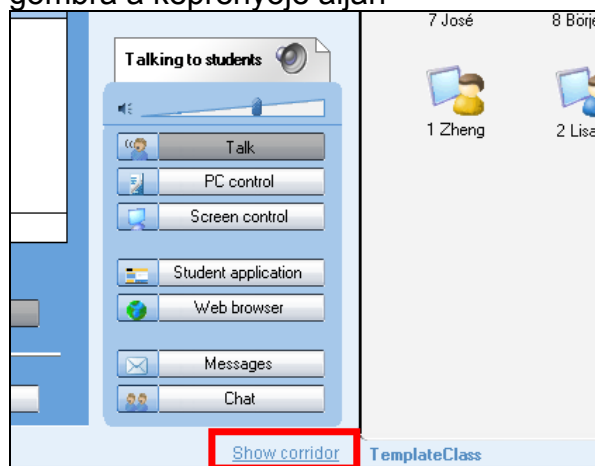 gombra a képernyője alján
7 José
8 Börje
Talking to students
1 Zheng
2 Lisa
Talk
PC control
Screen control
Student application
Web browser
Messages
Chat
Show corridor
TemplateClass